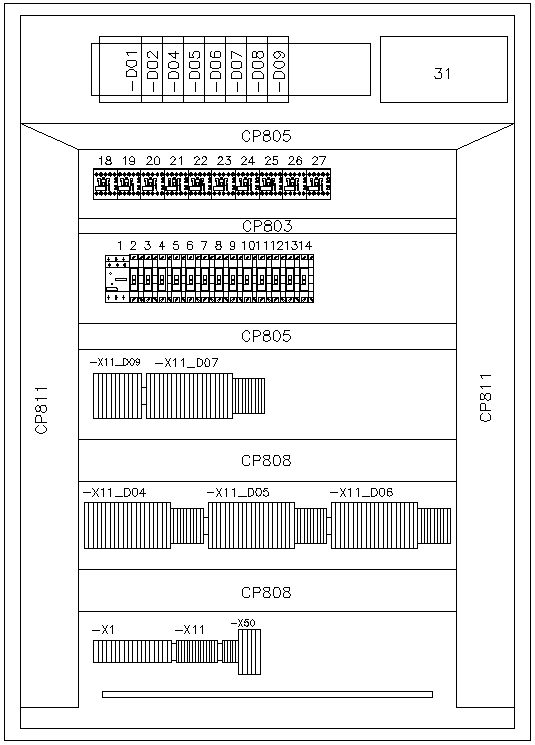 -D01 -D02 -D04 -D05 -D06 -D07 -D08 -D09
31
CP805
18 19 20 21 22 23 24 25 26 27
CP803
1 2 3 4 5 6 7 8 9 10 11 12 13 14
CP805
-X11_D09 -X11_D07
CP811
CP811
CP808
-X11_D04 -X11_D05 -X11_D06
CP808
-X1 -X11 -X50